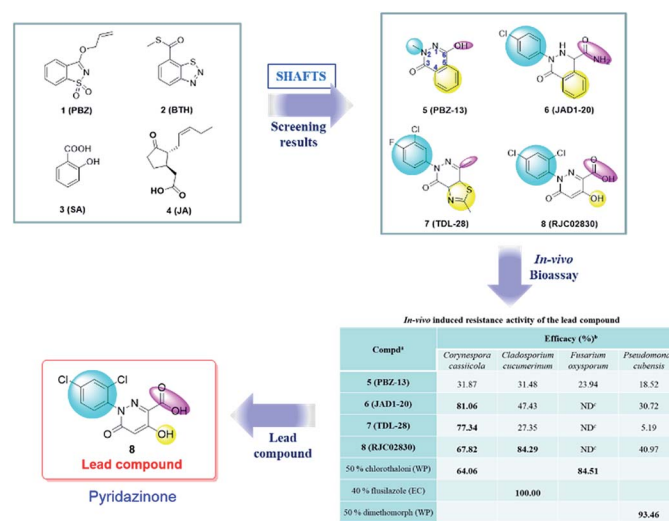 1 (PBZ)
2 (BTH)
3 (SA)
4 (JA)
SHAFTS
Screening
results
5 (PBZ-13)
6 (JAD1-20)
7 (TDL-28)
8 (RJC02830)
In-vivo
Bioassay
In-vivo induced resistance activity of the lead compound
Compdᵃ Efficacy (%)ᵇ
Corynespora cassiicola Cladosporium cucumerinum Fusarium oxysporum Pseudomonas cubensis
5 (PBZ-13) 31.87 31.48 23.94 18.52
6 (JAD1-20) 81.06 47.43 NDᶜ 30.72
7 (TDL-28) 77.34 27.35 NDᶜ 5.19
8 (RJC02830) 67.82 84.29 NDᶜ 40.97
50 % chlorothaloni (WP) 64.06 84.51
40 % flusilazole (EC) 100.00
50 % dimethomorph (WP) 93.46
Lead
compound
8
Lead compound
Pyridazinone